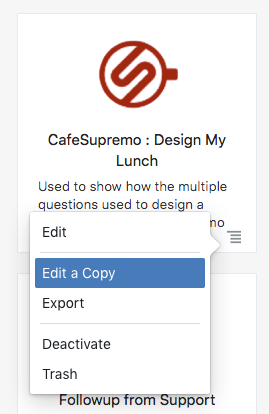 CafeSupremo : Design My
Lunch
Used to show how the multiple
questions used to design a
mo
Edit
Edit a Copy
Export
Deactivate
Trash
Followup from Support